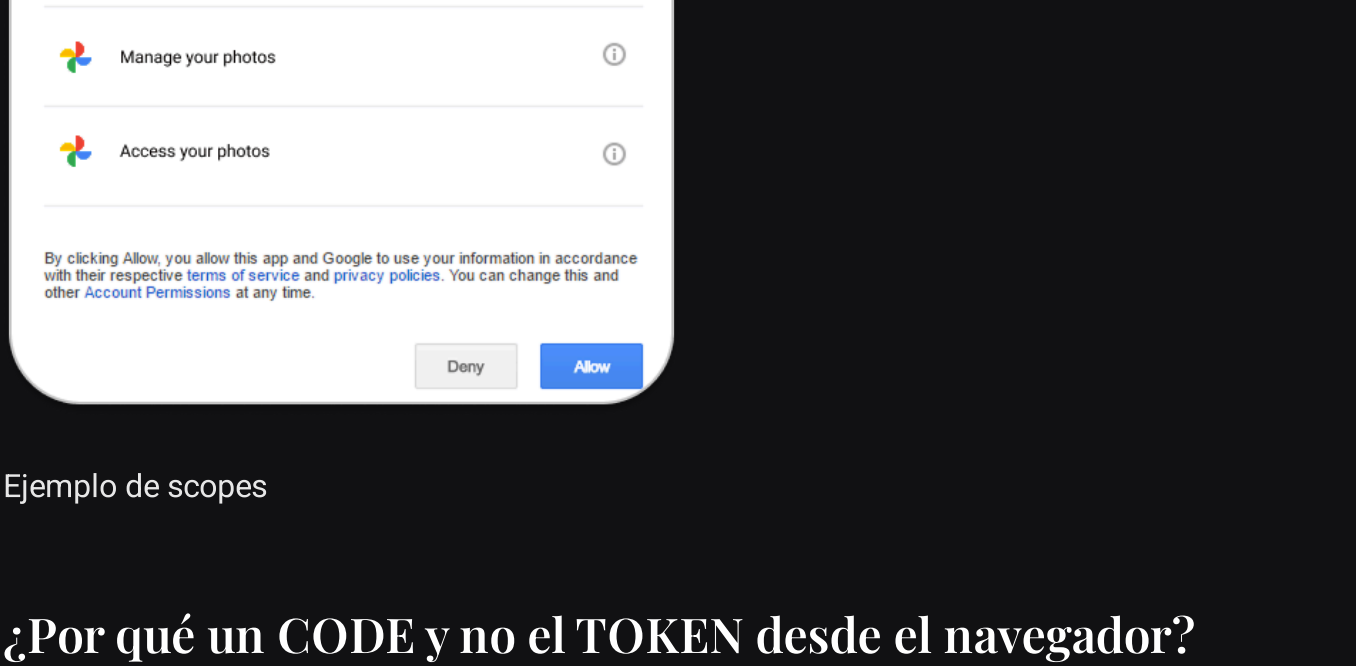 Manage your photos
Access your photos
By clicking Allow, you allow this app and Google to use your information in accordance
with their respective terms of service and privacy policies. You can change this and
other Account Permissions at any time.
Deny Allow
Ejemplo de scopes
¿Por qué un CODE y no el TOKEN desde el navegador?